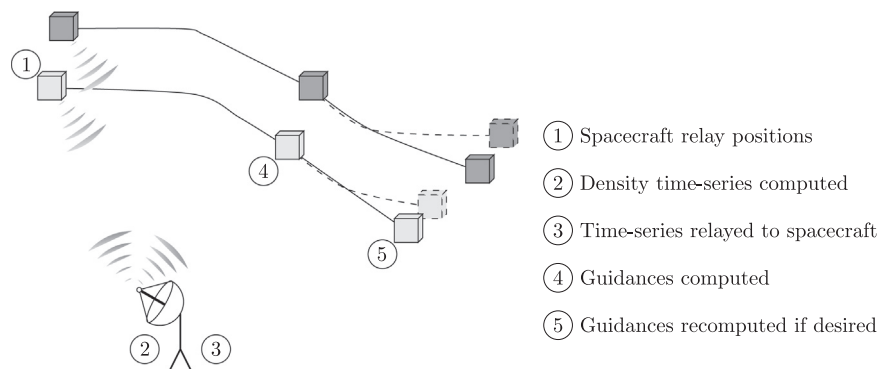 1
4
5
2 3
1 Spacecraft relay positions
2 Density time-series computed
3 Time-series relayed to spacecraft
4 Guidances computed
5 Guidances recomputed if desired